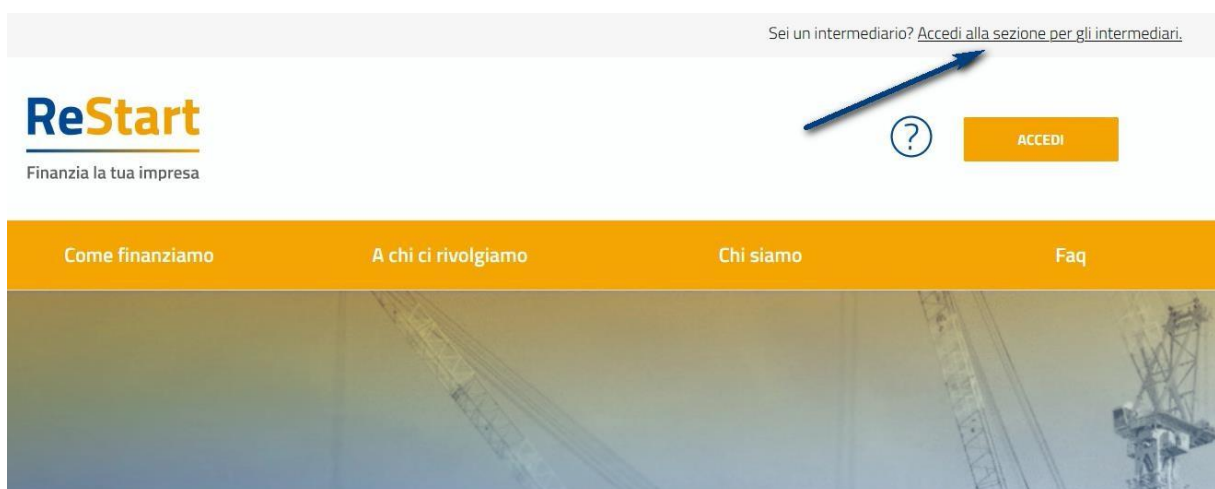 Sei un intermediario? Accedi alla sezione per gli intermediari.
ReStart
Finanzia la tua impresa
?
ACCEDI
Come finanziamo
A chi ci rivolgiamo
Chi siamo
Faq